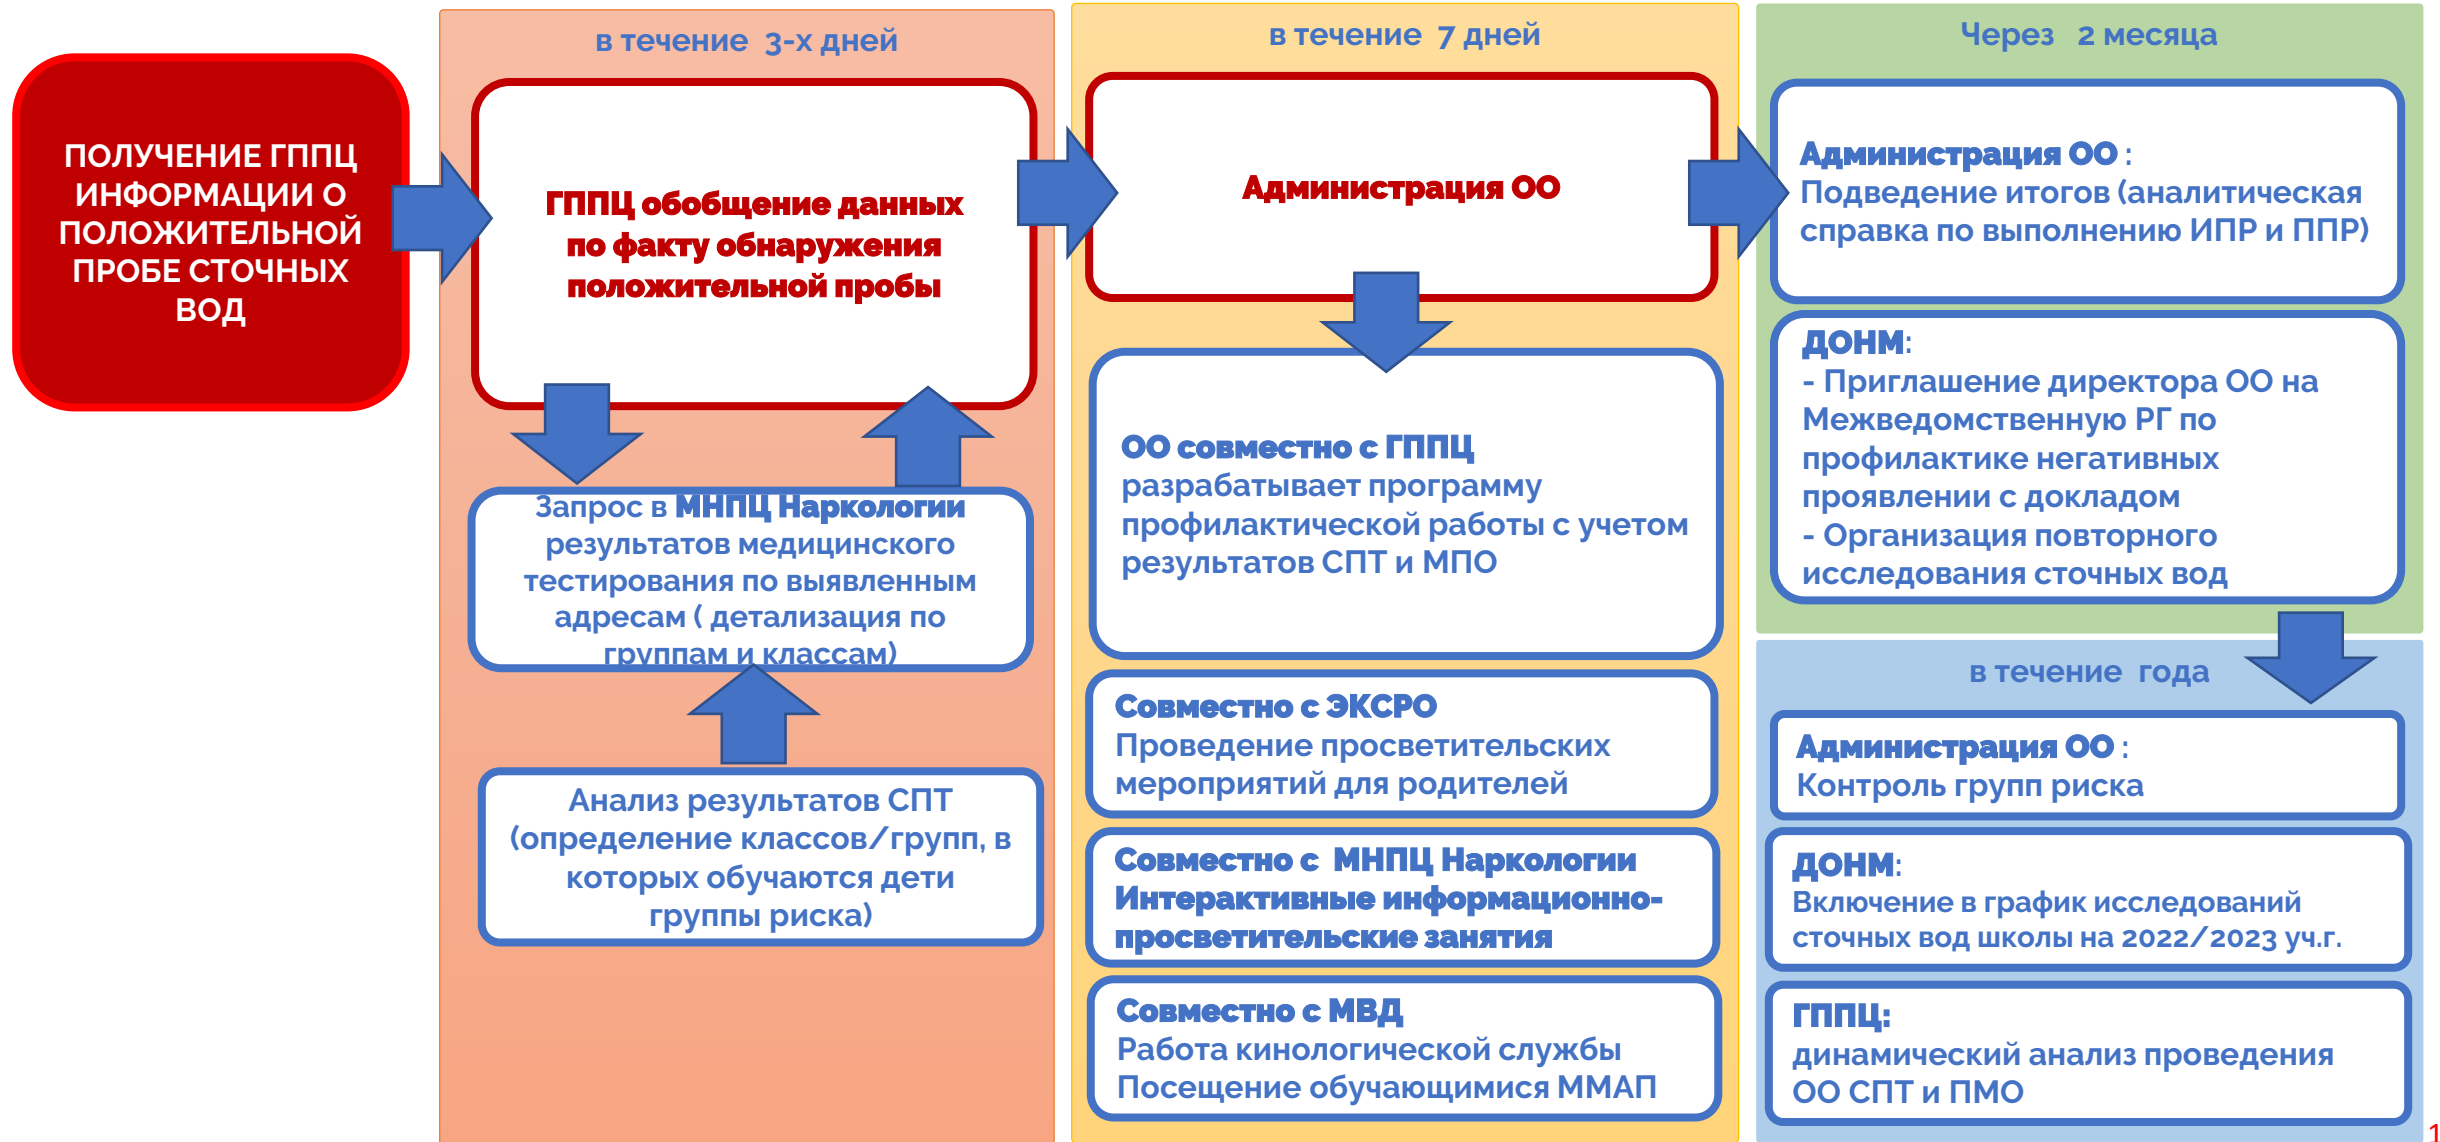 ПОЛУЧЕНИЕ ГППЦ
ИНФОРМАЦИИ О
ПОЛОЖИТЕЛЬНОЙ
ПРОБЕ СТОЧНЫХ
ВОД
в течение 3-х дней
ГППЦ обобщение данных
по факту обнаружения
положительной пробы
Запрос в МНПЦ Наркологии
результатов медицинского
тестирования по выявленным
адресам ( детализация по
группам и классам)
Анализ результатов СПТ
(определение классов/групп, в
которых обучаются дети
группы риска)
в течение 7 дней
Администрация ОО
ОО совместно с ГППЦ
разрабатывает программу
профилактической работы с учетом
результатов СПТ и МПО
Совместно с ЭКСРО
Проведение просветительских
мероприятий для родителей
Совместно с МНПЦ Наркологии
Интерактивные информационно-
просветительские занятия
Совместно с МВД
Работа кинологической службы
Посещение обучающимися ММАП
Через 2 месяца
Администрация ОО :
Подведение итогов (аналитическая
справка по выполнению ИПР и ППР)
ДОНМ:
- Приглашение директора ОО на
Межведомственную РГ по
профилактике негативных
проявлении с докладом
- Организация повторного
исследования сточных вод
в течение года
Администрация ОО :
Контроль групп риска
ДОНМ:
Включение в график исследований
сточных вод школы на 2022/2023 уч.г.
ГППЦ:
динамический анализ проведения
ОО СПТ и ПМО
1